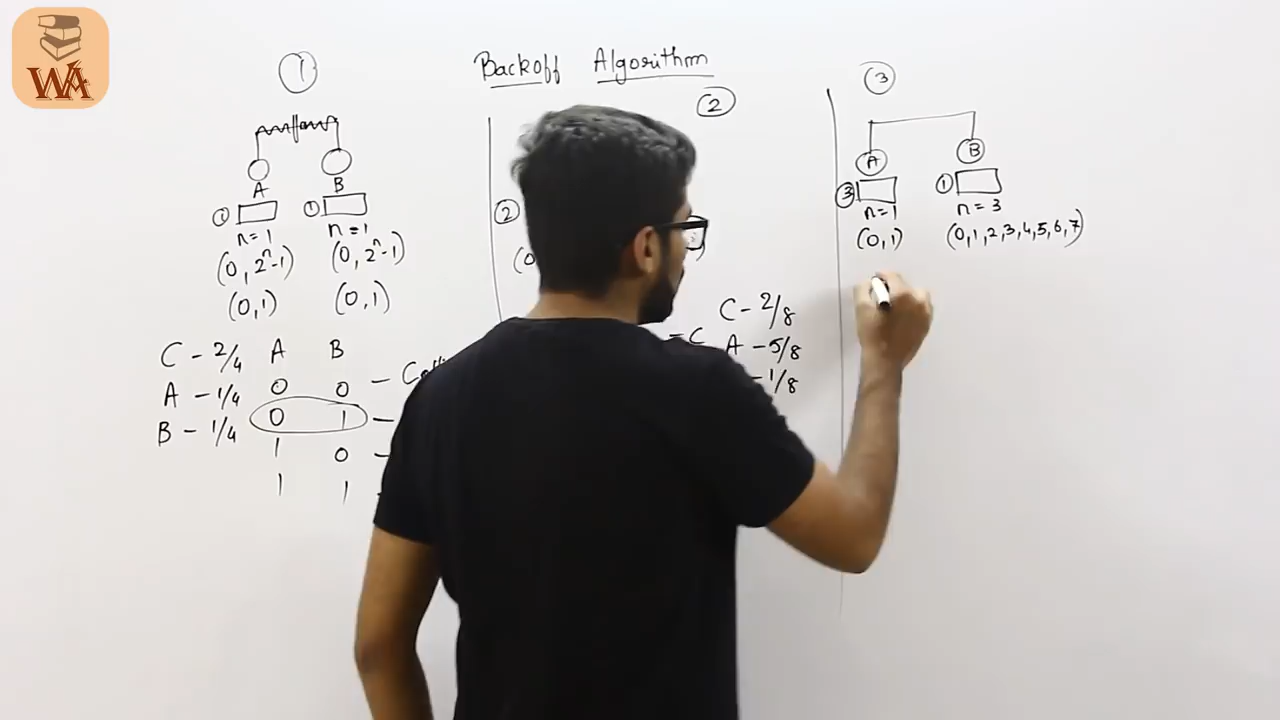 WA
Backoff Algorithm
1
A B
1 1
n=1 n=1
(0, 2ⁿ-1) (0, 2ⁿ-1)
(0,1) (0,1)
C - 2/4 A B
A - 1/4 0 0 -
B - 1/4 0 1 -
1 0 -
1 1
2
2
(0
- C
C - 2/8
A - 5/8
- 1/8
3
A B
3 1
n=1 n=3
(0,1) (0,1,2,3,4,5,6,7)